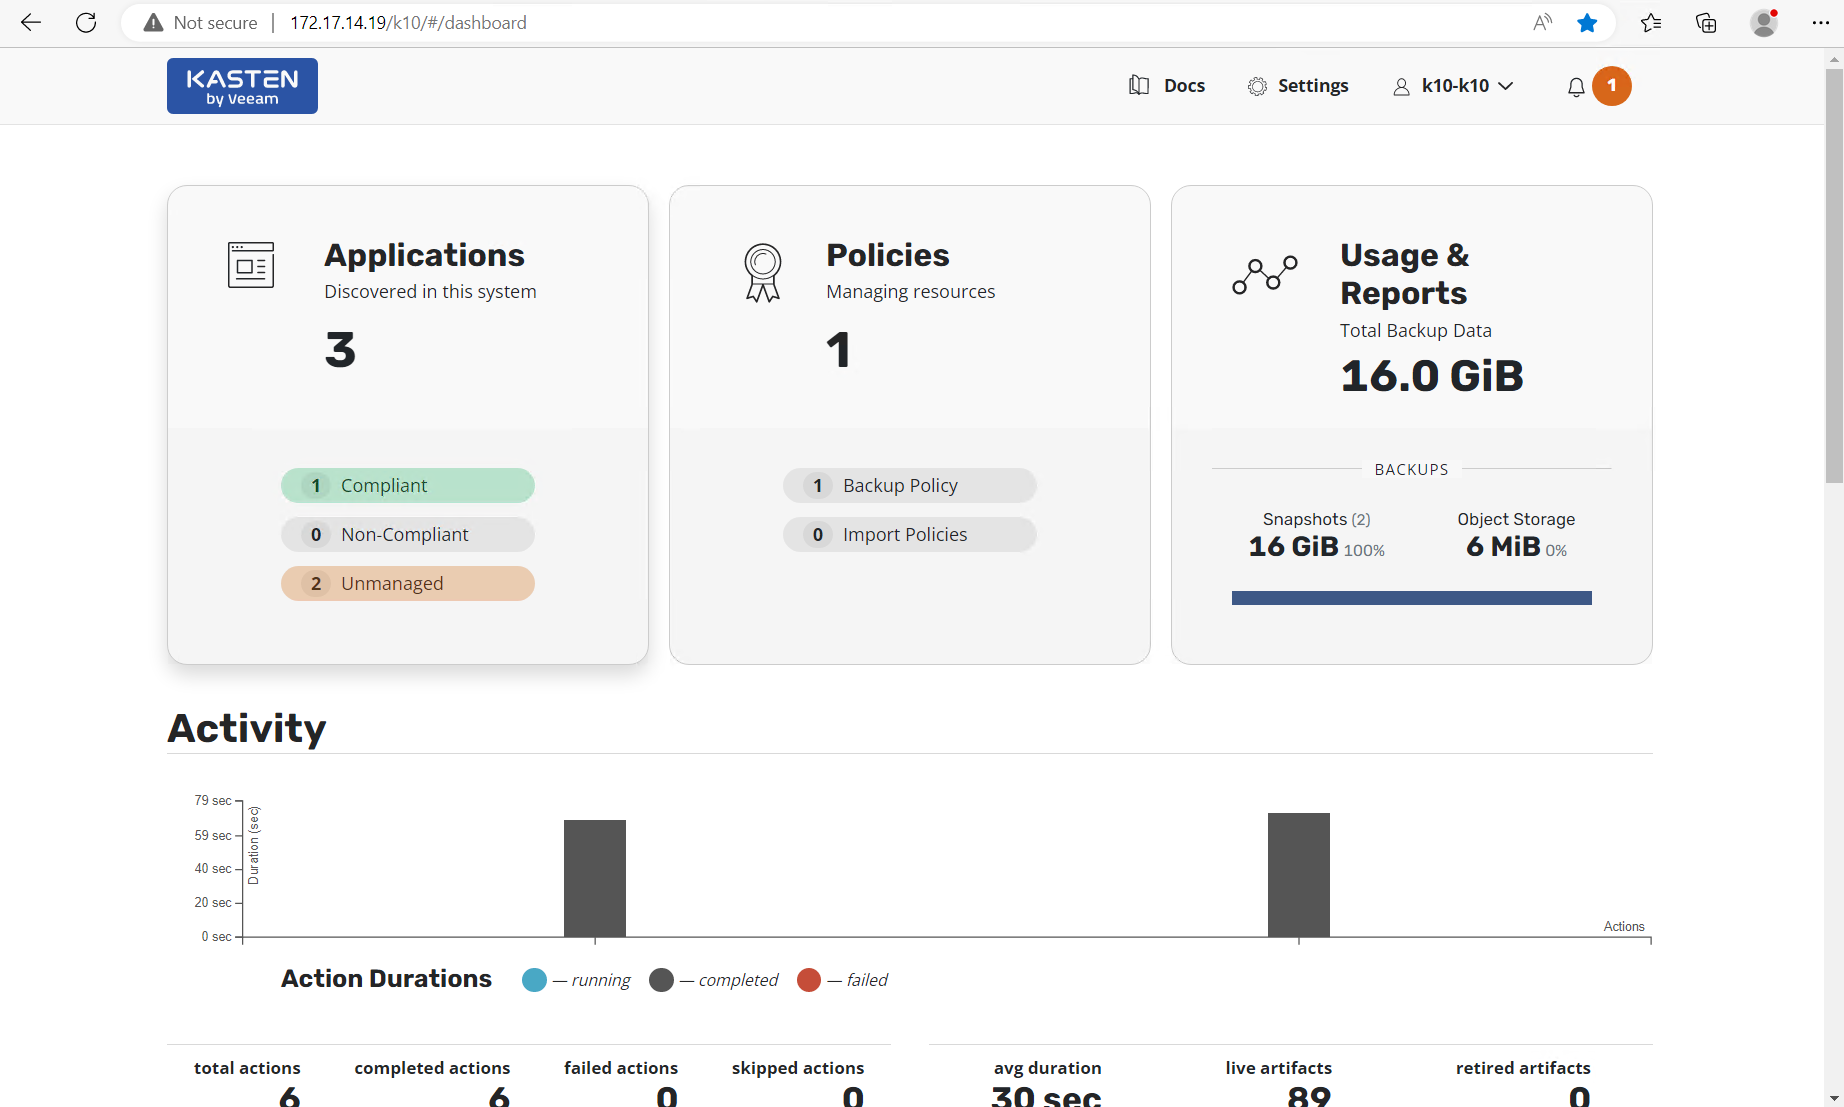 Not secure | 172.17.14.19/k10/#/dashboard
KASTEN
by Veeam
Docs
Settings
k10-k10
1
Applications
Discovered in this system
3
1 Compliant
0 Non-Compliant
2 Unmanaged
Policies
Managing resources
1
1 Backup Policy
0 Import Policies
Usage &
Reports
Total Backup Data
16.0 GiB
BACKUPS
Snapshots (2)
16 GiB 100%
Object Storage
6 MiB 0%
Activity
79 sec
59 sec
40 sec
20 sec
0 sec
Duration (sec)
Actions
Action Durations — running — completed — failed
total actions
6
completed actions
6
failed actions
0
skipped actions
0
avg duration
30 sec
live artifacts
89
retired artifacts
0